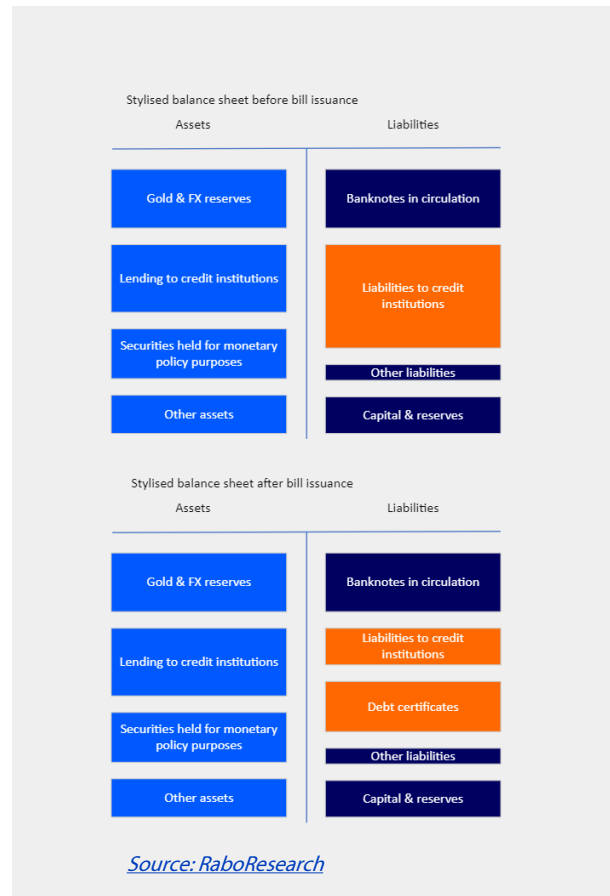 Stylised balance sheet before bill issuance
Assets
Liabilities
Gold & FX reserves
Banknotes in circulation
Lending to credit institutions
Liabilities to credit
institutions
Securities held for monetary
policy purposes
Other liabilities
Other assets
Capital & reserves
Stylised balance sheet after bill issuance
Assets
Liabilities
Gold & FX reserves
Banknotes in circulation
Lending to credit institutions
Liabilities to credit
institutions
Debt certificates
Securities held for monetary
policy purposes
Other liabilities
Other assets
Capital & reserves
Source: RaboResearch